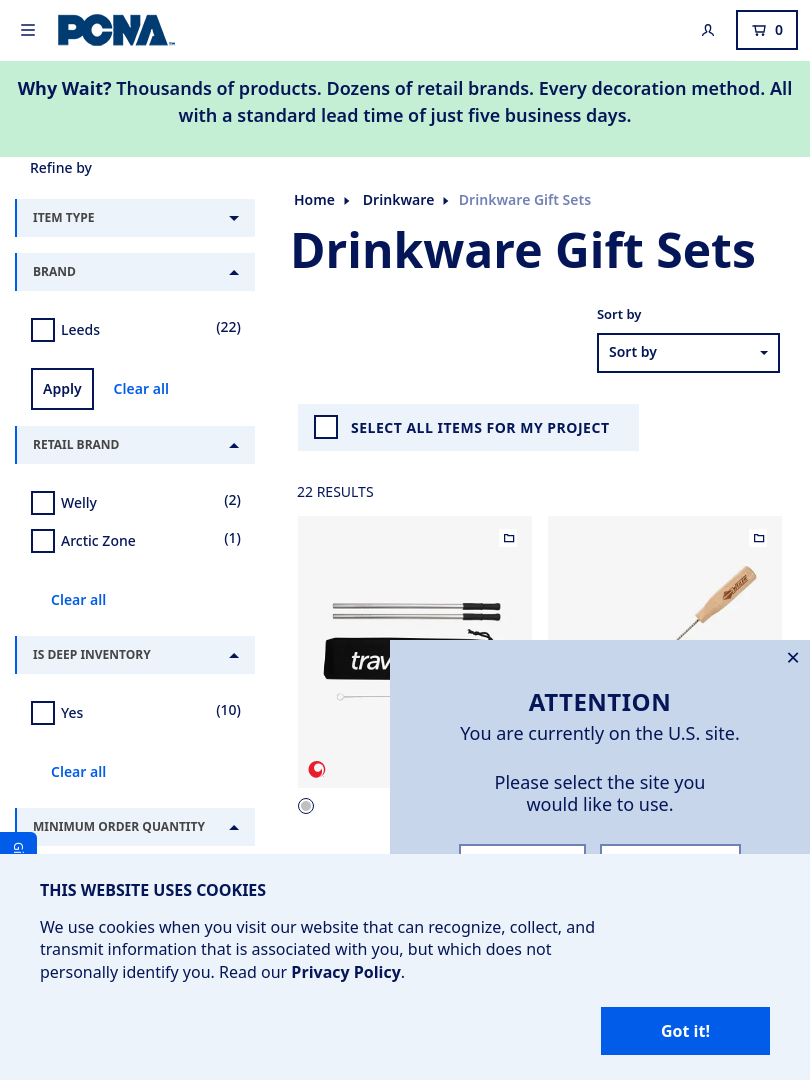 PCNA™
0
Why Wait? Thousands of products. Dozens of retail brands. Every decoration method. All
with a standard lead time of just five business days.
Refine by
ITEM TYPE
BRAND
Leeds (22)
Apply Clear all
RETAIL BRAND
Welly (2)
Arctic Zone (1)
Clear all
IS DEEP INVENTORY
Yes (10)
Clear all
MINIMUM ORDER QUANTITY
Home Drinkware Drinkware Gift Sets
Drinkware Gift Sets
Sort by
Sort by
SELECT ALL ITEMS FOR MY PROJECT
22 RESULTS
ATTENTION
You are currently on the U.S. site.
Please select the site you
would like to use.
THIS WEBSITE USES COOKIES
We use cookies when you visit our website that can recognize, collect, and
transmit information that is associated with you, but which does not
personally identify you. Read our Privacy Policy.
Got it!